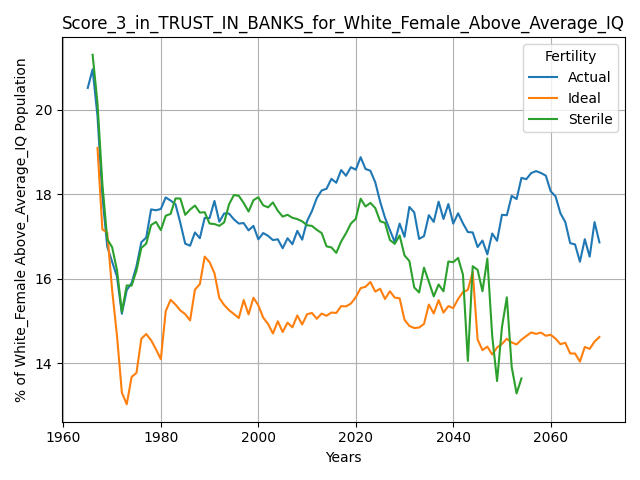 Score_3_in_TRUST_IN_BANKS_for_White_Female_Above_Average_IQ
% of White_Female Above_Average_IQ Population
Fertility
Actual
Ideal
Sterile
20
18
16
14
1960
1980
2000
2020
2040
2060
Years